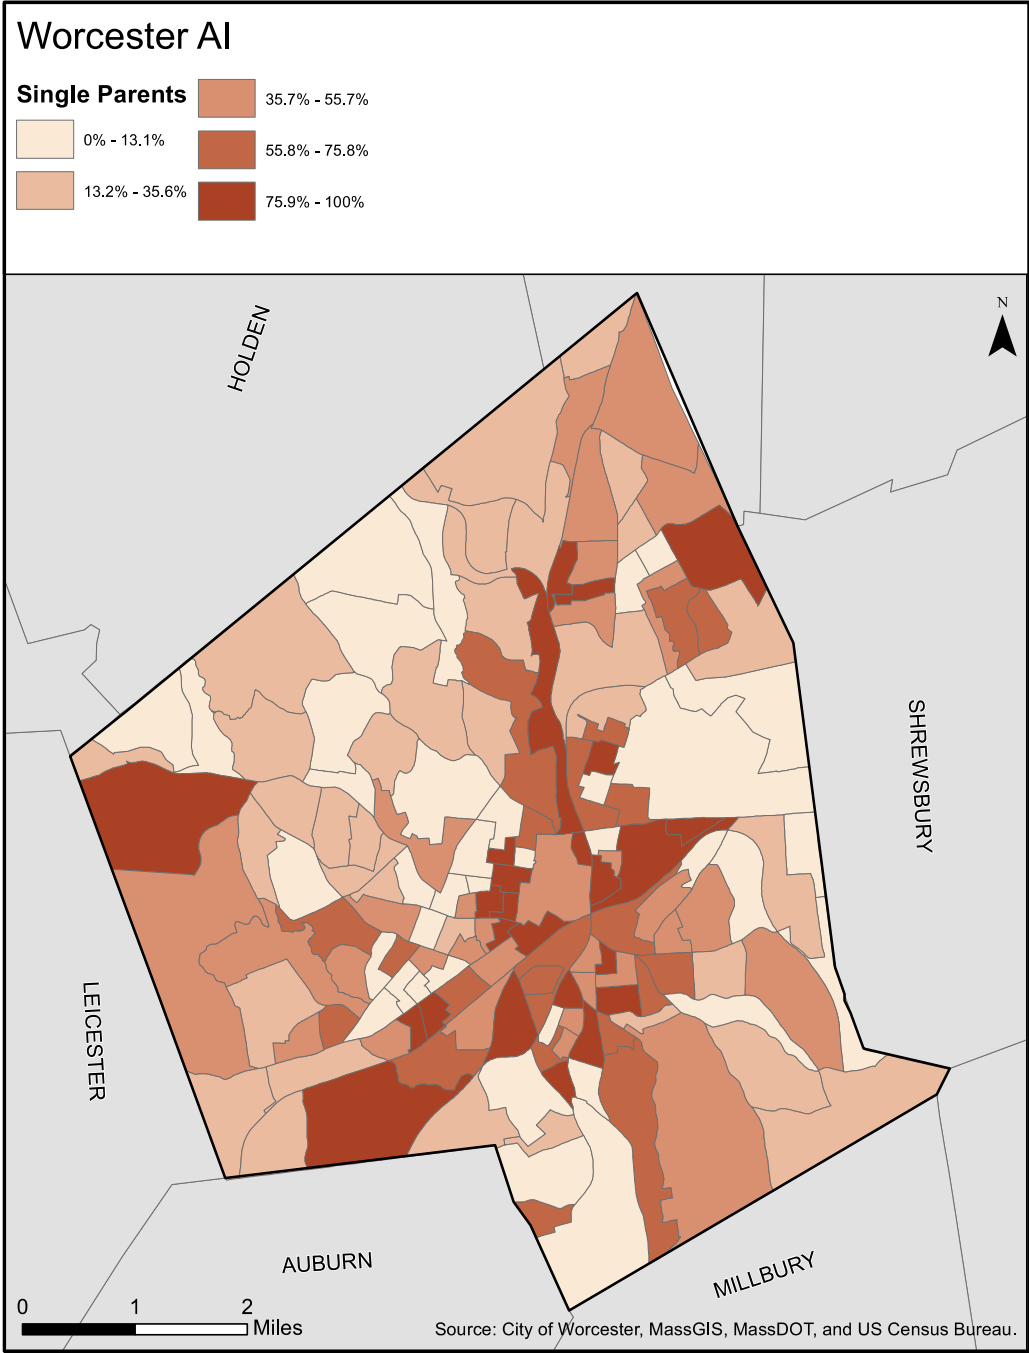 Worcester AI
Single Parents
0% - 13.1%
13.2% - 35.6%
35.7% - 55.7%
55.8% - 75.8%
75.9% - 100%
HOLDEN
N
SHREWSBURY
LEICESTER
AUBURN
MILLBURY
0 1 2
Miles
Source: City of Worcester, MassGIS, MassDOT, and US Census Bureau.